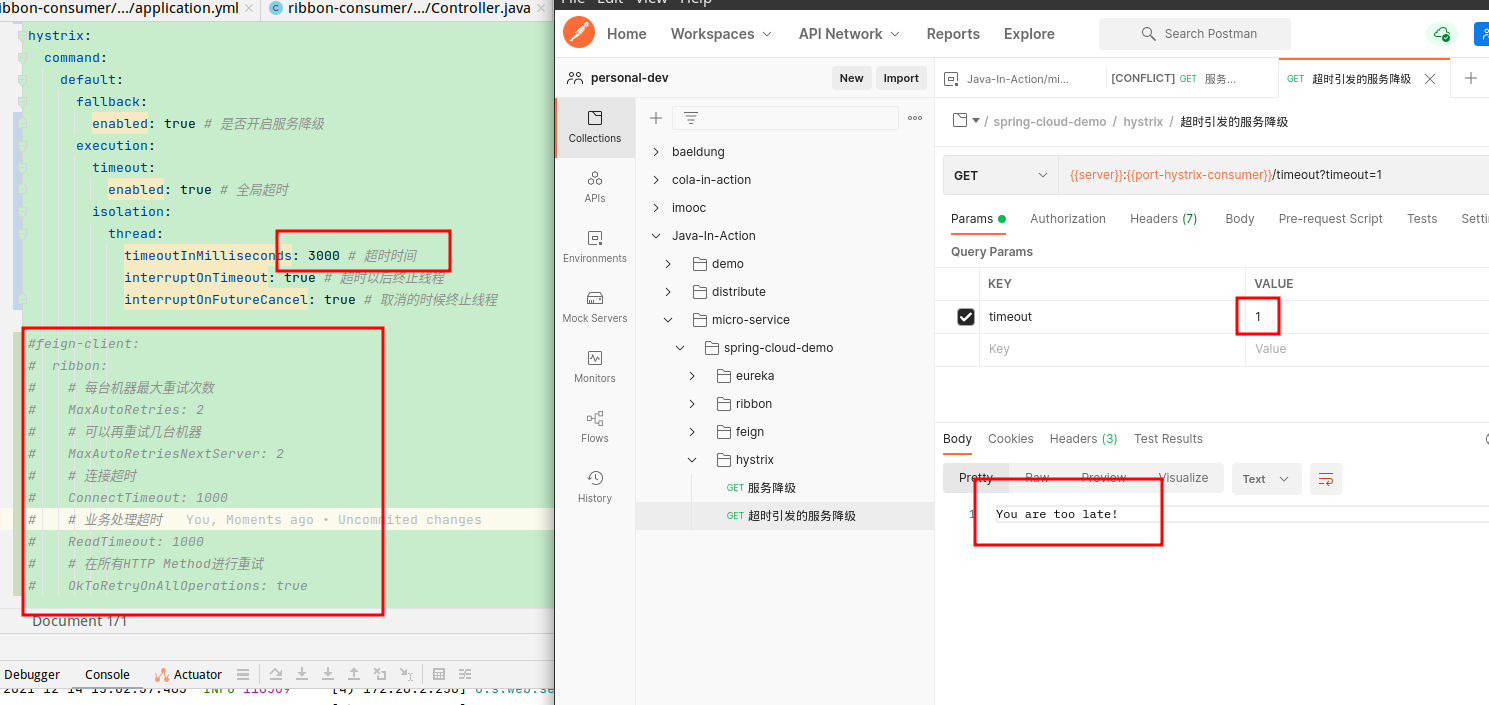 ibbon-consumer/.../application.yml
ribbon-consumer/.../Controller.java
hystrix:
command:
default:
fallback:
enabled: true # 是否开启服务降级
execution:
timeout:
enabled: true # 全局超时
isolation:
thread:
timeoutInMilliseconds: 3000 # 超时时间
interruptOnTimeout: true # 超时以后终止线程
interruptOnFutureCancel: true # 取消的时候终止线程
#feign-client:
# ribbon:
# # 每台机器最大重试次数
# MaxAutoRetries: 2
# # 可以再重试几台机器
# MaxAutoRetriesNextServer: 2
# # 连接超时
# ConnectTimeout: 1000
# # 业务处理超时 You, Moments ago • Uncommited changes
# ReadTimeout: 1000
# # 在所有HTTP Method进行重试
# OkToRetryOnAllOperations: true
Document 1/1
Debugger Console Actuator
File Edit View Help
Home Workspaces API Network Reports Explore Search Postman
personal-dev New Import
Collections
APIs
Environments
Mock Servers
Monitors
Flows
History
baeldung
cola-in-action
imooc
Java-In-Action
demo
distribute
micro-service
spring-cloud-demo
eureka
ribbon
feign
hystrix
GET 服务降级
GET 超时引发的服务降级
Java-In-Action/mi... [CONFLICT] GET 服务... GET 超时引发的服务降级
/ spring-cloud-demo / hystrix / 超时引发的服务降级
GET {{server}}:{{port-hystrix-consumer}}/timeout?timeout=1
Params Authorization Headers (7) Body Pre-request Script Tests Setti
Query Params
KEY VALUE
timeout 1
Key Value
Body Cookies Headers (3) Test Results
Pretty Raw Preview Visualize Text
1 You are too late!